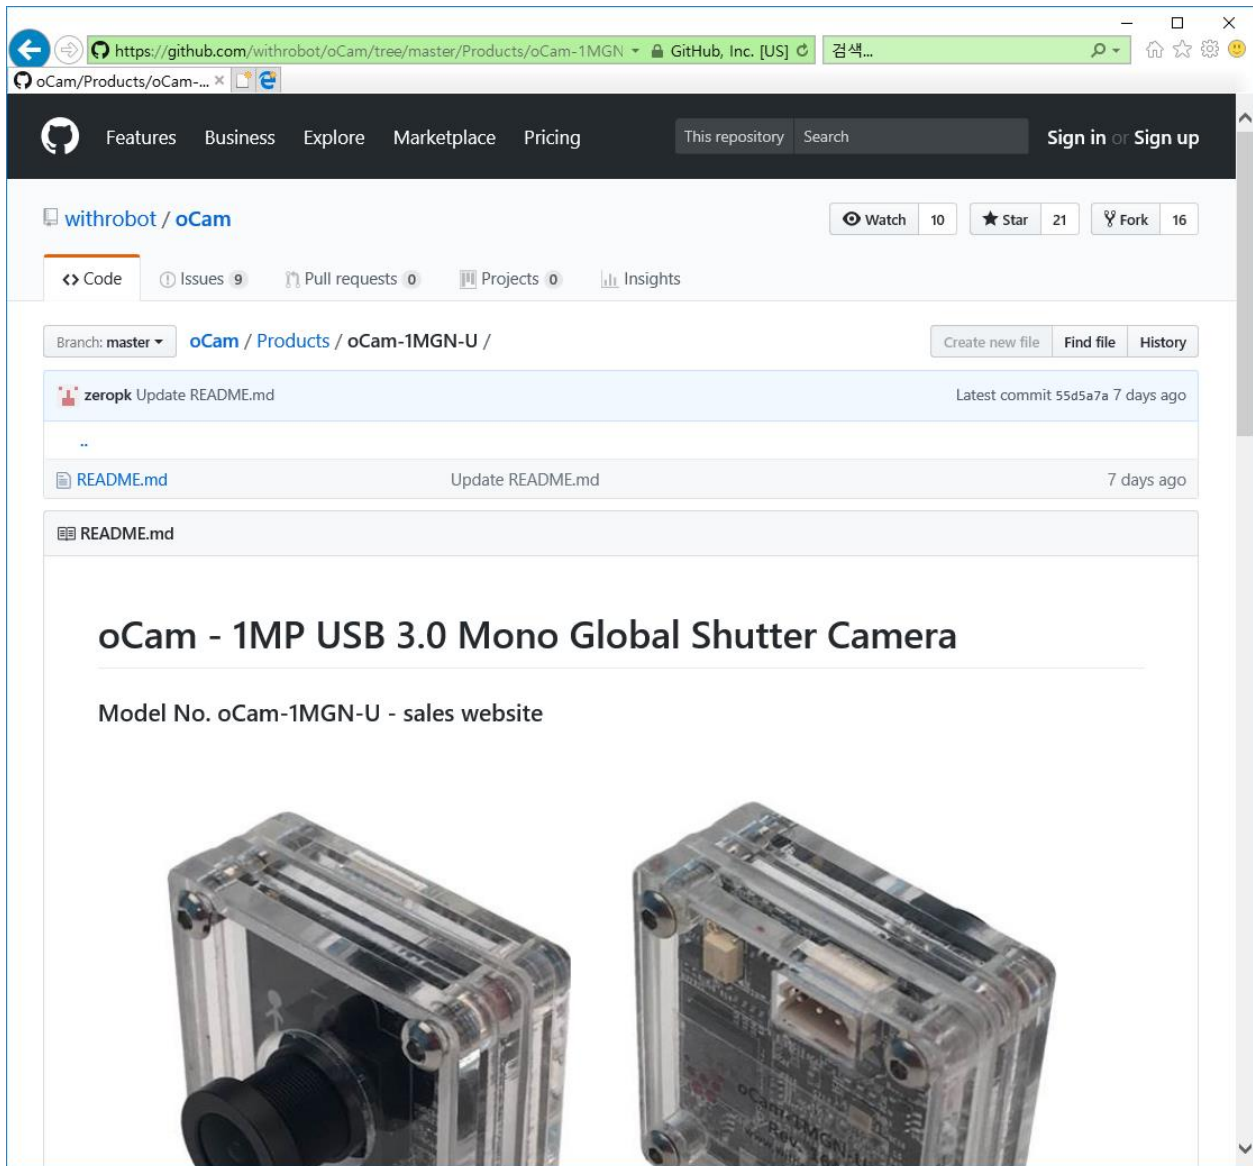 https://github.com/withrobot/oCam/tree/master/Products/oCam-1MGN GitHub, Inc. [US] 검색...
oCam/Products/oCam-...
Features Business Explore Marketplace Pricing This repository Search Sign in or Sign up
withrobot / oCam Watch 10 Star 21 Fork 16
Code Issues 9 Pull requests 0 Projects 0 Insights
Branch: master oCam / Products / oCam-1MGN-U / Create new file Find file History
zeropk Update README.md Latest commit 55d5a7a 7 days ago
..
README.md Update README.md 7 days ago
README.md
oCam - 1MP USB 3.0 Mono Global Shutter Camera
Model No. oCam-1MGN-U - sales website
oCam-1MGN-U